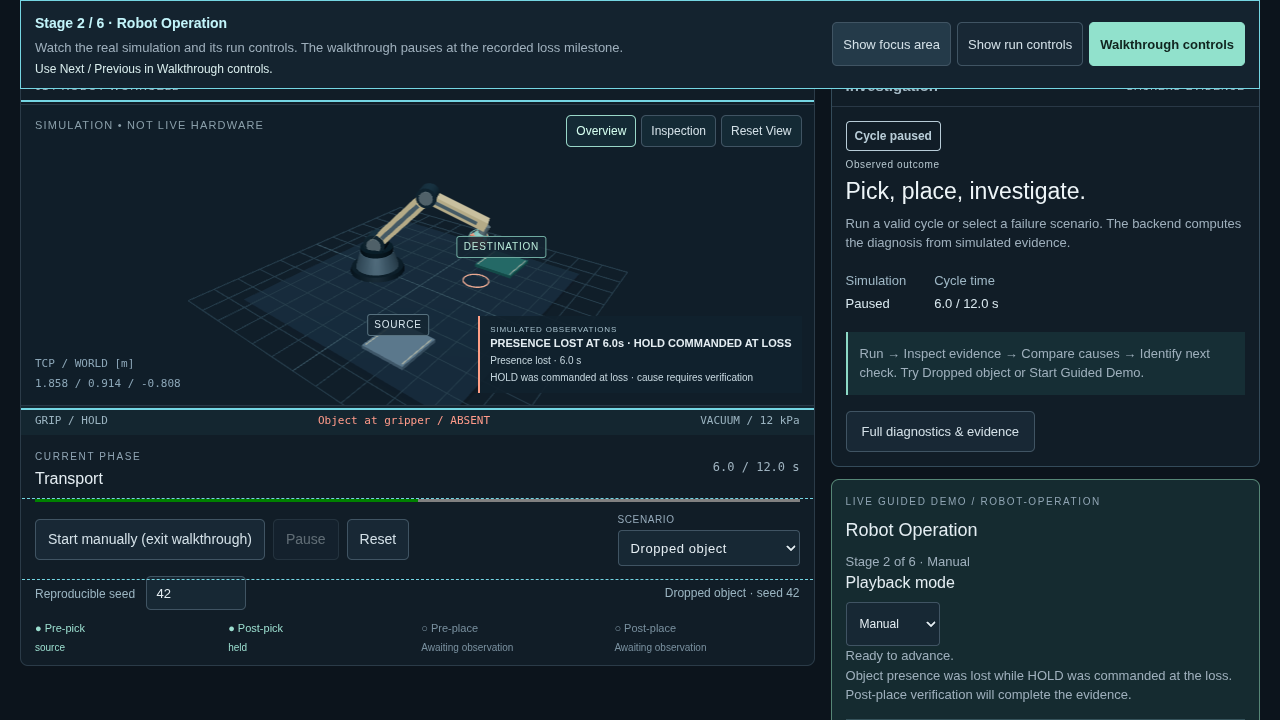 Stage 2 / 6 · Robot Operation
Watch the real simulation and its run controls. The walkthrough pauses at the recorded loss milestone.
Use Next / Previous in Walkthrough controls.
Show focus area
Show run controls
Walkthrough controls
SIMULATION • NOT LIVE HARDWARE
Overview
Inspection
Reset View
DESTINATION
SOURCE
SIMULATED OBSERVATIONS
PRESENCE LOST AT 6.0s · HOLD COMMANDED AT LOSS
Presence lost · 6.0 s
HOLD was commanded at loss · cause requires verification
TCP / WORLD [m]
1.858 / 0.914 / -0.808
GRIP / HOLD
Object at gripper / ABSENT
VACUUM / 12 kPa
CURRENT PHASE
Transport
6.0 / 12.0 s
Start manually (exit walkthrough)
Pause
Reset
SCENARIO
Dropped object
Reproducible seed
42
Dropped object · seed 42
● Pre-pick
source
● Post-pick
held
○ Pre-place
Awaiting observation
○ Post-place
Awaiting observation
Investigation
Cycle paused
Observed outcome
Pick, place, investigate.
Run a valid cycle or select a failure scenario. The backend computes
the diagnosis from simulated evidence.
Simulation
Paused
Cycle time
6.0 / 12.0 s
Run → Inspect evidence → Compare causes → Identify next
check. Try Dropped object or Start Guided Demo.
Full diagnostics & evidence
LIVE GUIDED DEMO / ROBOT-OPERATION
Robot Operation
Stage 2 of 6 · Manual
Playback mode
Manual
Ready to advance.
Object presence was lost while HOLD was commanded at the loss.
Post-place verification will complete the evidence.